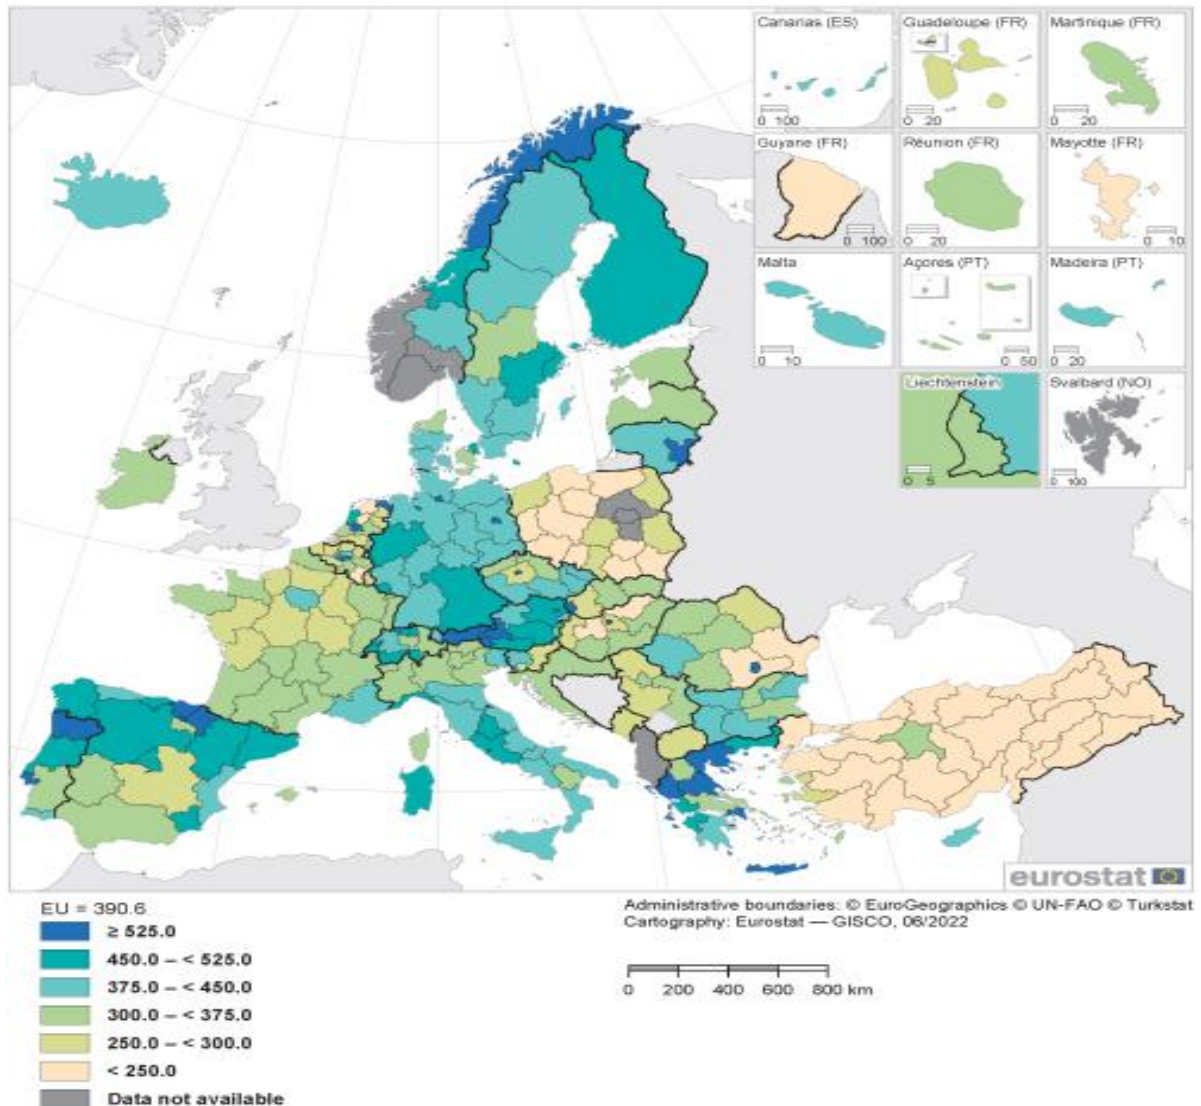 Canarias (ES)
0 100
Guadeloupe (FR)
0 20
Martinique (FR)
0 20
Guyane (FR)
0 100
Réunion (FR)
0 20
Mayotte (FR)
0 10
Malta
0 10
Açores (PT)
0 50
Madeira (PT)
0 20
Liechtenstein
0 5
Svalbard (NO)
0 100
eurostat
EU = 390.6
≥ 525.0
450.0 – < 525.0
375.0 – < 450.0
300.0 – < 375.0
250.0 – < 300.0
< 250.0
Data not available
Administrative boundaries: © EuroGeographics © UN-FAO © Turkstat
Cartography: Eurostat — GISCO, 06/2022
0 200 400 600 800 km